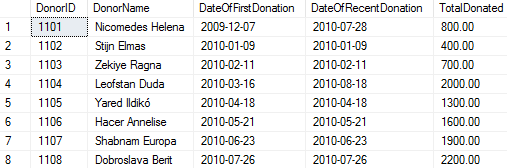 DonorID DonorName DateOfFirstDonation DateOfRecentDonation TotalDonated
1 1101 Nicomedes Helena 2009-12-07 2010-07-28 800.00
2 1102 Stijn Elmas 2010-01-09 2010-01-09 400.00
3 1103 Zekiye Ragna 2010-02-11 2010-02-11 700.00
4 1104 Leofstan Duda 2010-03-16 2010-08-18 2000.00
5 1105 Yared Ildikó 2010-04-18 2010-04-18 1300.00
6 1106 Hacer Annelise 2010-05-21 2010-05-21 1600.00
7 1107 Shabnam Europa 2010-06-23 2010-06-23 1900.00
8 1108 Dobroslava Berit 2010-07-26 2010-07-26 2200.00